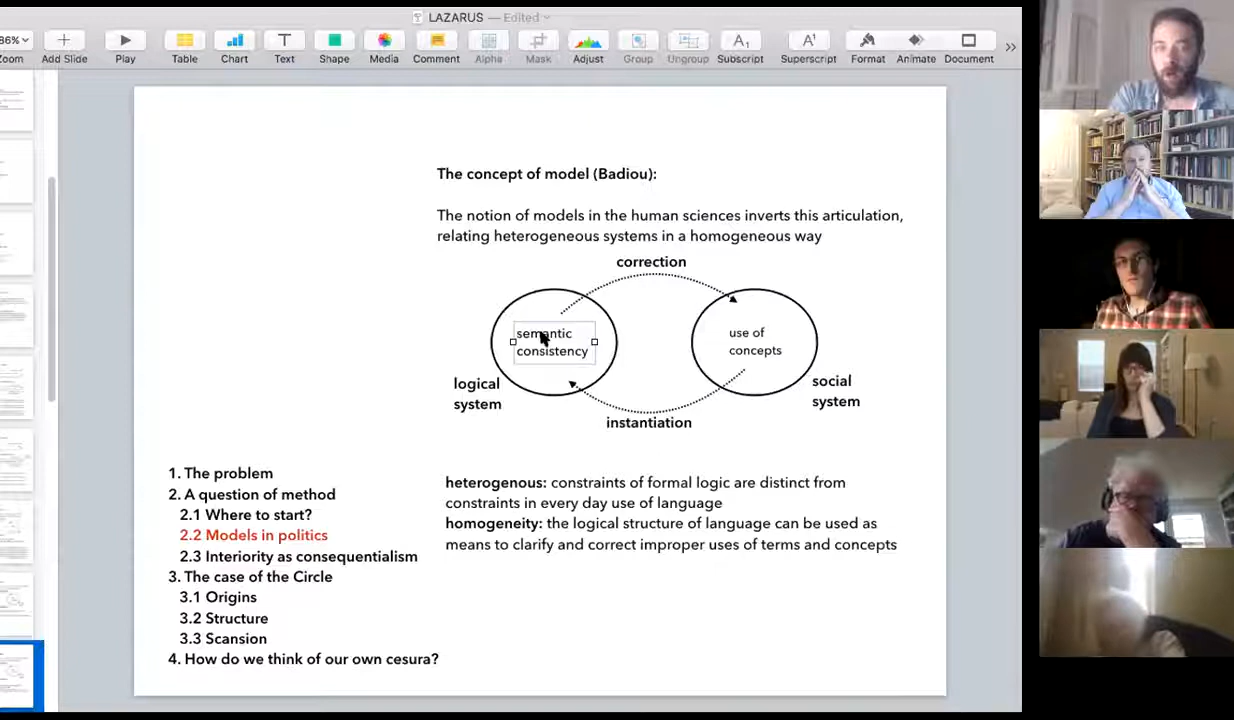 LAZARUS — Edited
86%
Zoom
Add Slide
Play
Table
Chart
Text
Shape
Media
Comment
Alpha
Mask
Adjust
Group
Ungroup
Subscript
Superscript
Format
Animate
Document
The concept of model (Badiou):
The notion of models in the human sciences inverts this articulation,
relating heterogeneous systems in a homogeneous way
correction
semantic
consistency
use of
concepts
logical
system
social
system
instantiation
1. The problem
2. A question of method
2.1 Where to start?
2.2 Models in politics
2.3 Interiority as consequentialism
3. The case of the Circle
3.1 Origins
3.2 Structure
3.3 Scansion
4. How do we think of our own cesura?
heterogenous: constraints of formal logic are distinct from
constraints in every day use of language
homogeneity: the logical structure of language can be used as
means to clarify and correct improper uses of terms and concepts